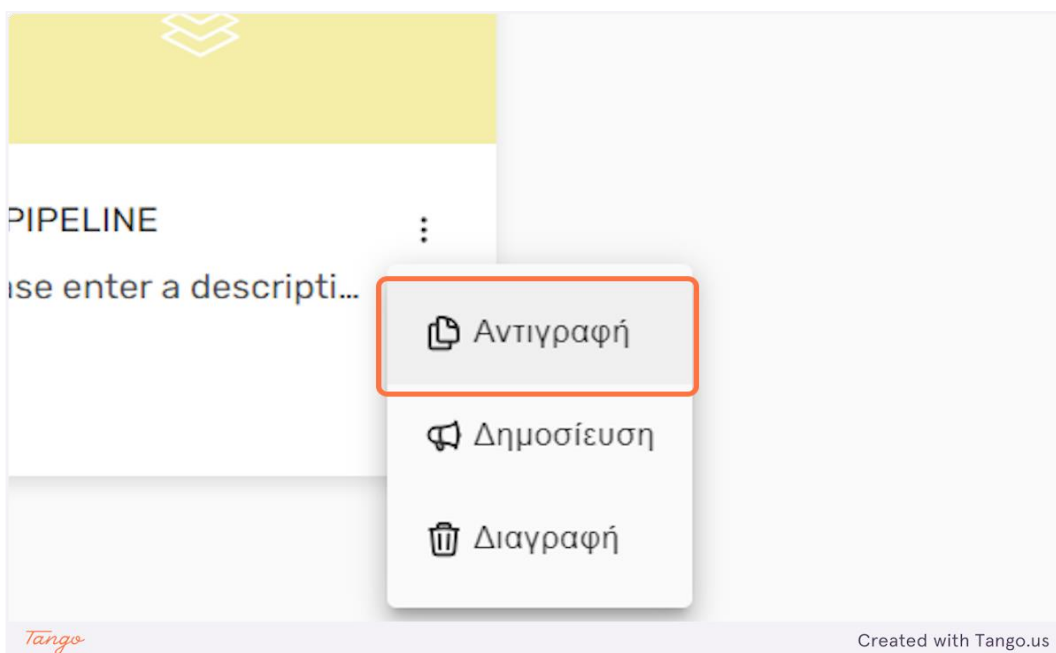 PIPELINE
ase enter a descripti...
Αντιγραφή
Δημοσίευση
Διαγραφή
Tango
Created with Tango.us